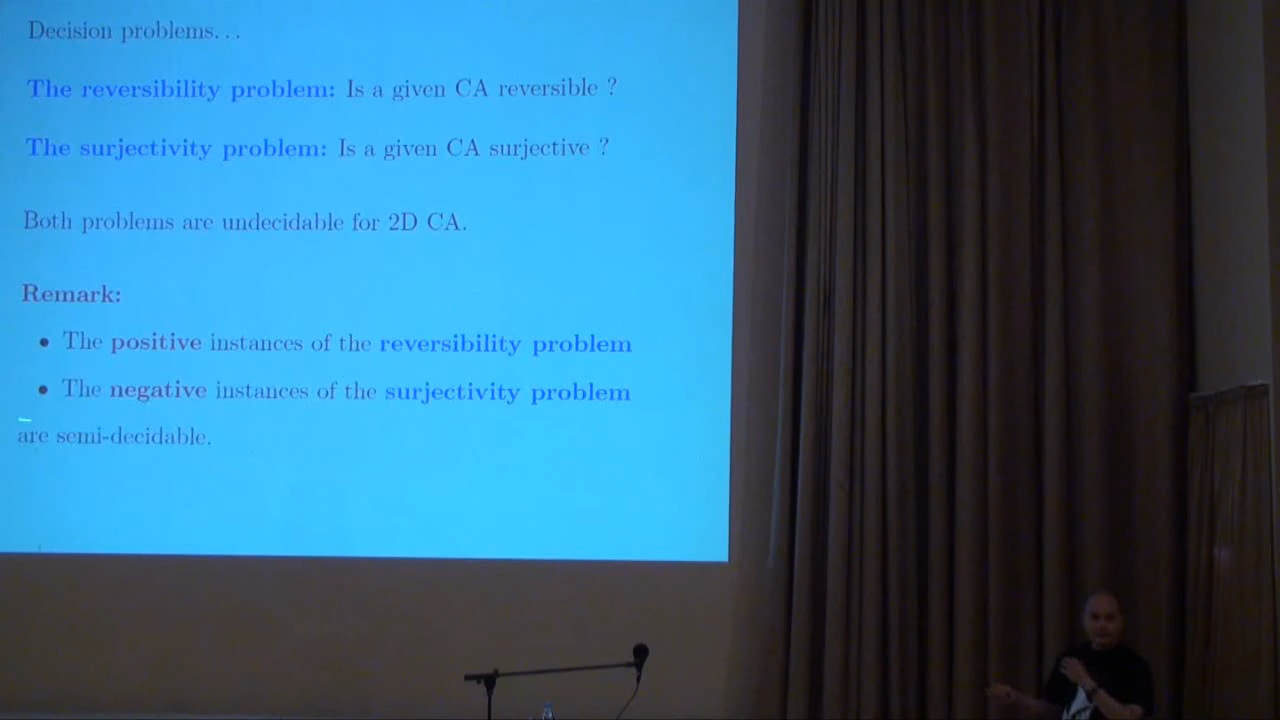 Decision problems...
The reversibility problem: Is a given CA reversible ?
The surjectivity problem: Is a given CA surjective ?
Both problems are undecidable for 2D CA.
Remark:
• The positive instances of the reversibility problem
• The negative instances of the surjectivity problem
are semi-decidable.